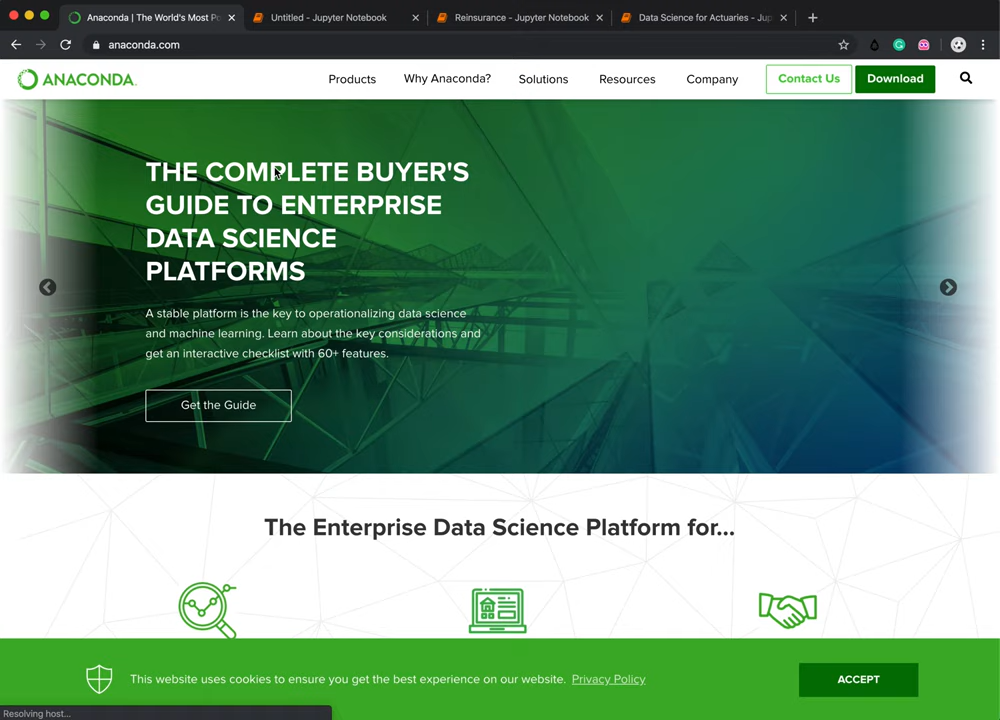 Anaconda | The World's Most Po
Untitled - Jupyter Notebook
Reinsurance - Jupyter Notebook
Data Science for Actuaries - Jup
anaconda.com
ANACONDA.
Products
Why Anaconda?
Solutions
Resources
Company
Contact Us
Download
THE COMPLETE BUYER'S
GUIDE TO ENTERPRISE
DATA SCIENCE
PLATFORMS
A stable platform is the key to operationalizing data science
and machine learning. Learn about the key considerations and
get an interactive checklist with 60+ features.
Get the Guide
The Enterprise Data Science Platform for...
This website uses cookies to ensure you get the best experience on our website. Privacy Policy
ACCEPT
Resolving host...